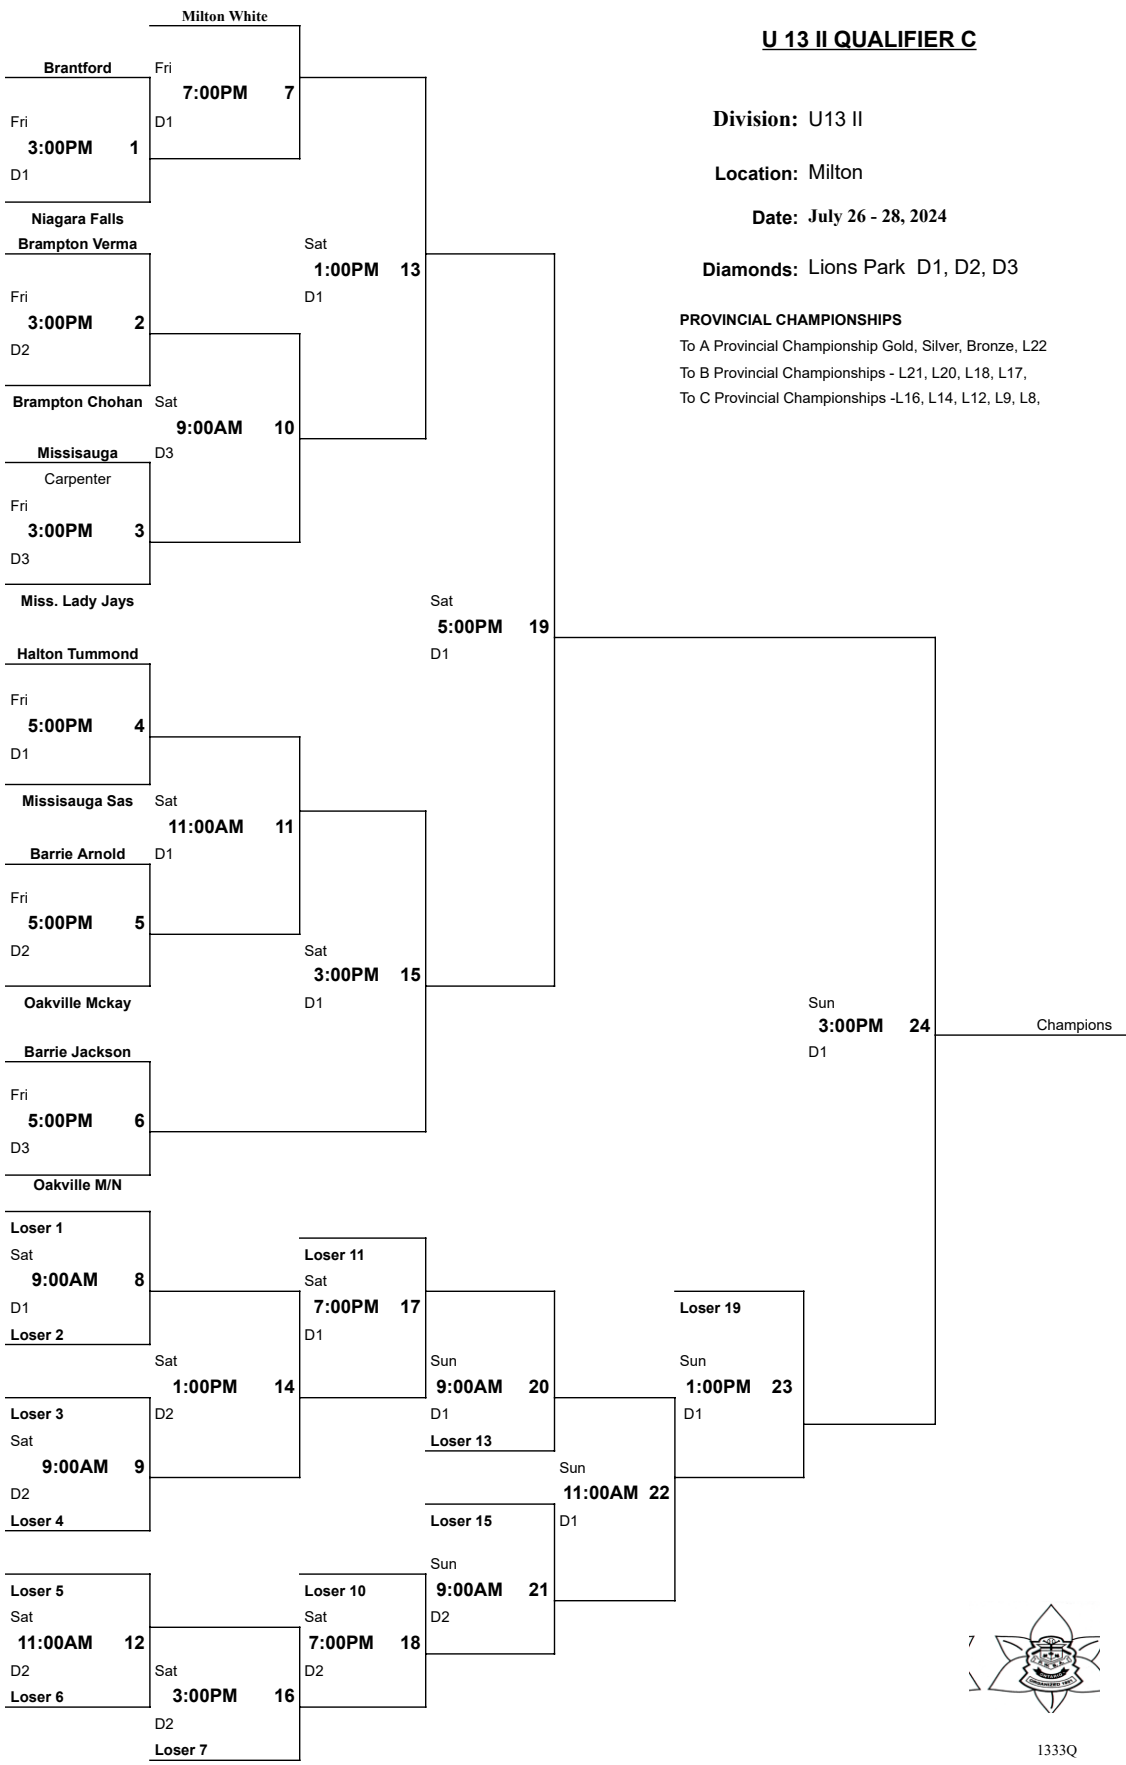 Milton White
U 13 II QUALIFIER C
Brantford
Fri
7:00PM 7
D1
Fri
3:00PM 1
D1
Niagara Falls
Division: U13 II
Location: Milton
Date: July 26 - 28, 2024
Diamonds: Lions Park D1, D2, D3
PROVINCIAL CHAMPIONSHIPS
To A Provincial Championship Gold, Silver, Bronze, L22
To B Provincial Championships - L21, L20, L18, L17,
To C Provincial Championships -L16, L14, L12, L9, L8,
Brampton Verma
Fri
3:00PM 2
D2
Brampton Chohan
Sat
1:00PM 13
D1
Sat
9:00AM 10
D3
Missisauga
Carpenter
Fri
3:00PM 3
D3
Miss. Lady Jays
Sat
5:00PM 19
D1
Halton Tummond
Fri
5:00PM 4
D1
Missisauga Sas
Sat
11:00AM 11
D1
Barrie Arnold
Fri
5:00PM 5
D2
Oakville Mckay
Sat
3:00PM 15
D1
Sun
3:00PM 24
D1
Champions
Barrie Jackson
Fri
5:00PM 6
D3
Oakville M/N
Loser 1
Sat
9:00AM 8
D1
Loser 2
Loser 11
Sat
7:00PM 17
D1
Loser 19
Sun
1:00PM 23
D1
Sat
1:00PM 14
D2
Sun
9:00AM 20
D1
Loser 13
Loser 3
Sat
9:00AM 9
D2
Loser 4
Sun
11:00AM 22
D1
Loser 15
Sun
9:00AM 21
D2
Loser 5
Sat
11:00AM 12
D2
Loser 6
Loser 10
Sat
7:00PM 18
D2
Sat
3:00PM 16
D2
Loser 7
ONTARIO
ORGANIZED 1931
1333Q